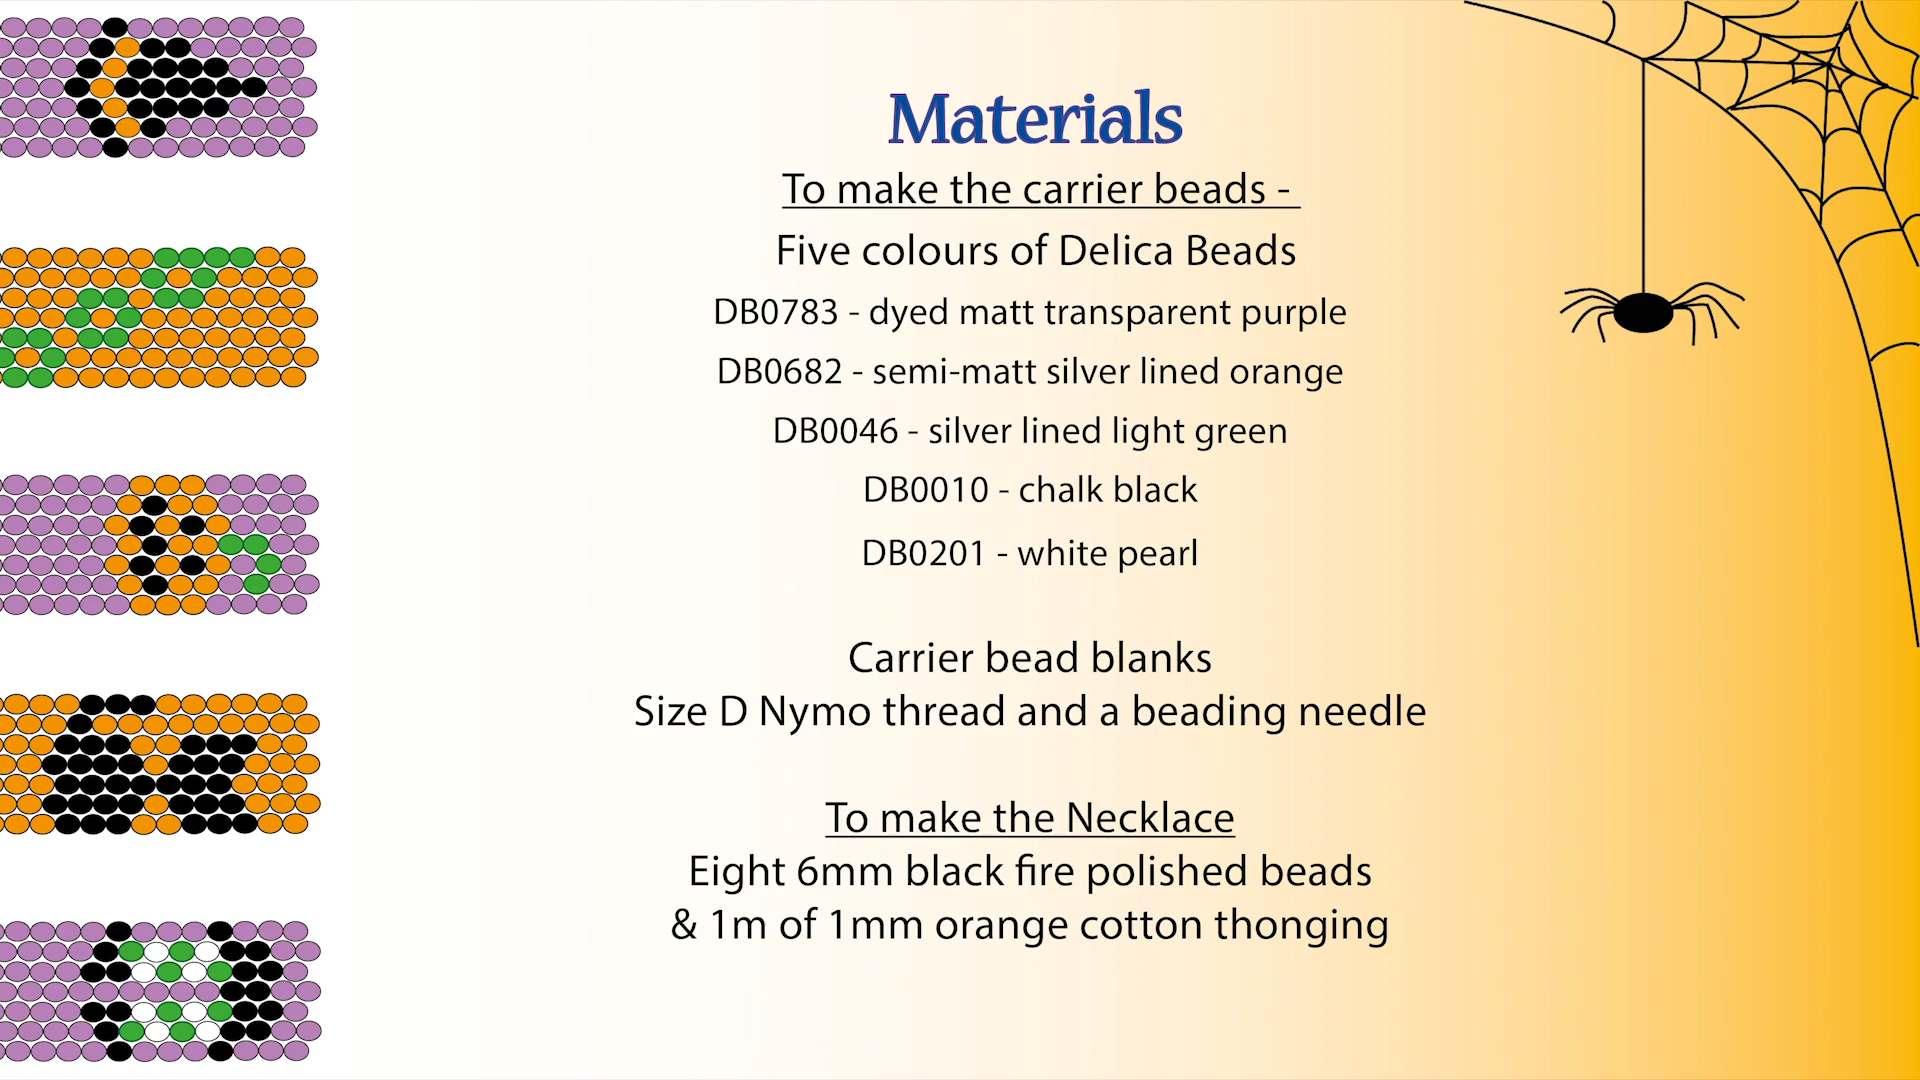 Materials
To make the carrier beads -
Five colours of Delica Beads
DB0783 - dyed matt transparent purple
DB0682 - semi-matt silver lined orange
DB0046 - silver lined light green
DB0010 - chalk black
DB0201 - white pearl
Carrier bead blanks
Size D Nymo thread and a beading needle
To make the Necklace
Eight 6mm black fire polished beads
& 1m of 1mm orange cotton thonging